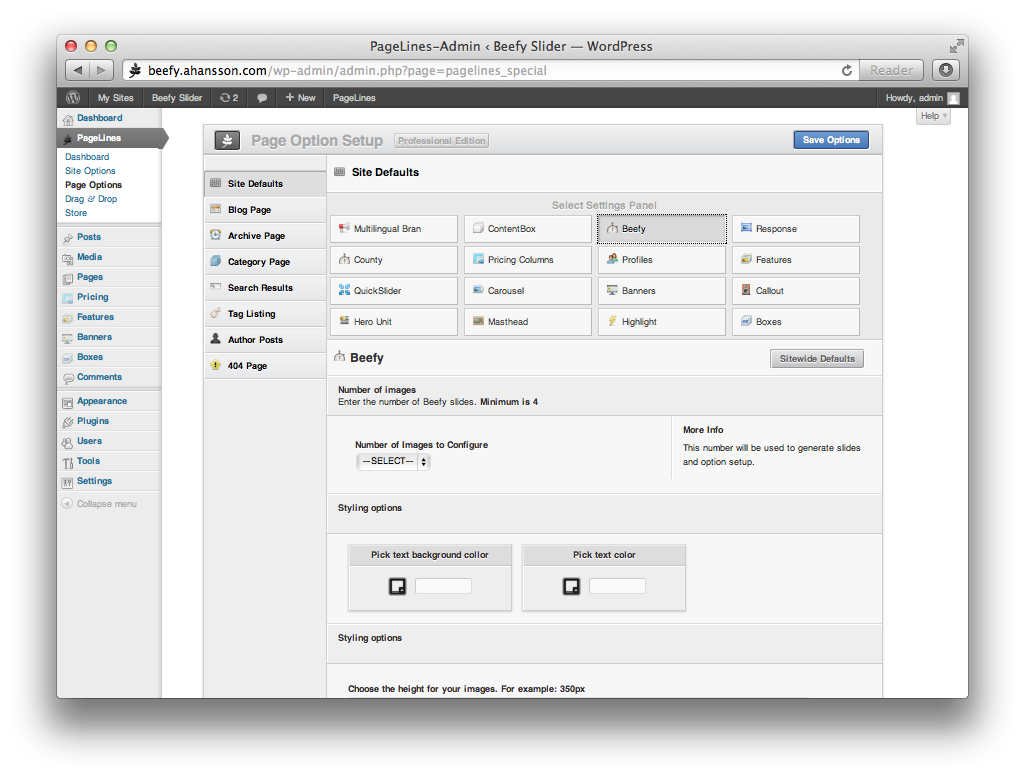 PageLines-Admin ‹ Beefy Slider — WordPress
beefy.ahansson.com/wp-admin/admin.php?page=pagelines_special
Reader
My Sites
Beefy Slider
2
+ New
PageLines
Howdy, admin
Help
Dashboard
PageLines
Dashboard
Site Options
Page Options
Drag & Drop
Store
Posts
Media
Pages
Pricing
Features
Banners
Boxes
Comments
Appearance
Plugins
Users
Tools
Settings
Collapse menu
Page Option Setup
Professional Edition
Save Options
Site Defaults
Blog Page
Archive Page
Category Page
Search Results
Tag Listing
Author Posts
404 Page
Site Defaults
Select Settings Panel
Multilingual Bran
ContentBox
Beefy
Response
County
Pricing Columns
Profiles
Features
QuickSlider
Carousel
Banners
Callout
Hero Unit
Masthead
Highlight
Boxes
Beefy
Sitewide Defaults
Number of images
Enter the number of Beefy slides. Minimum is 4
Number of Images to Configure
—SELECT—
More Info
This number will be used to generate slides
and option setup.
Styling options
Pick text background collor
Pick text color
Styling options
Choose the height for your images. For example: 350px